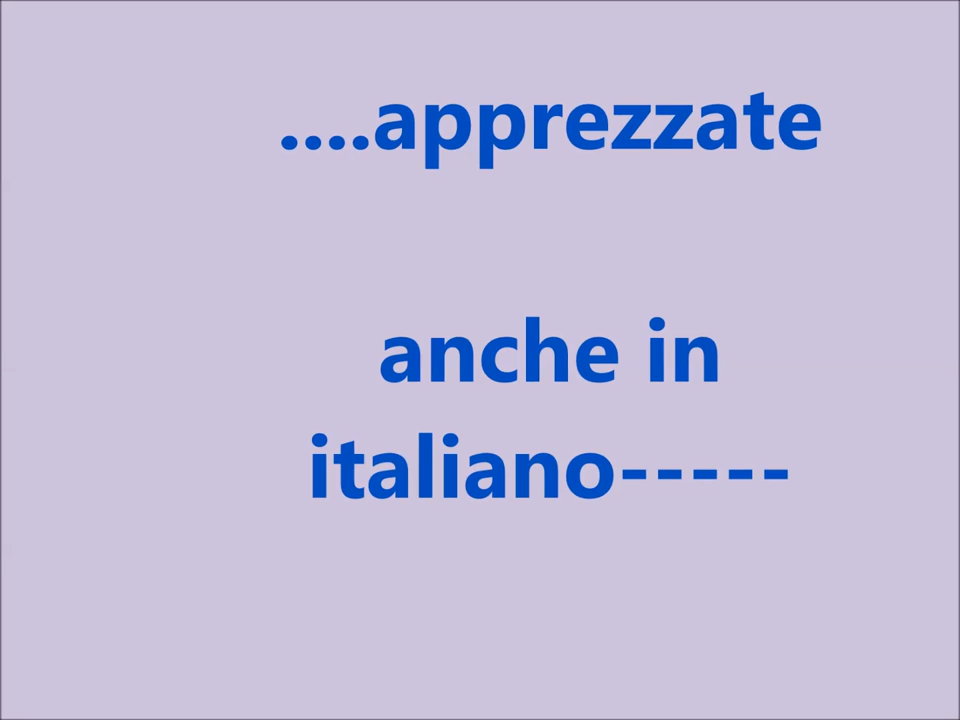 ....apprezzate
anche in
italiano-----